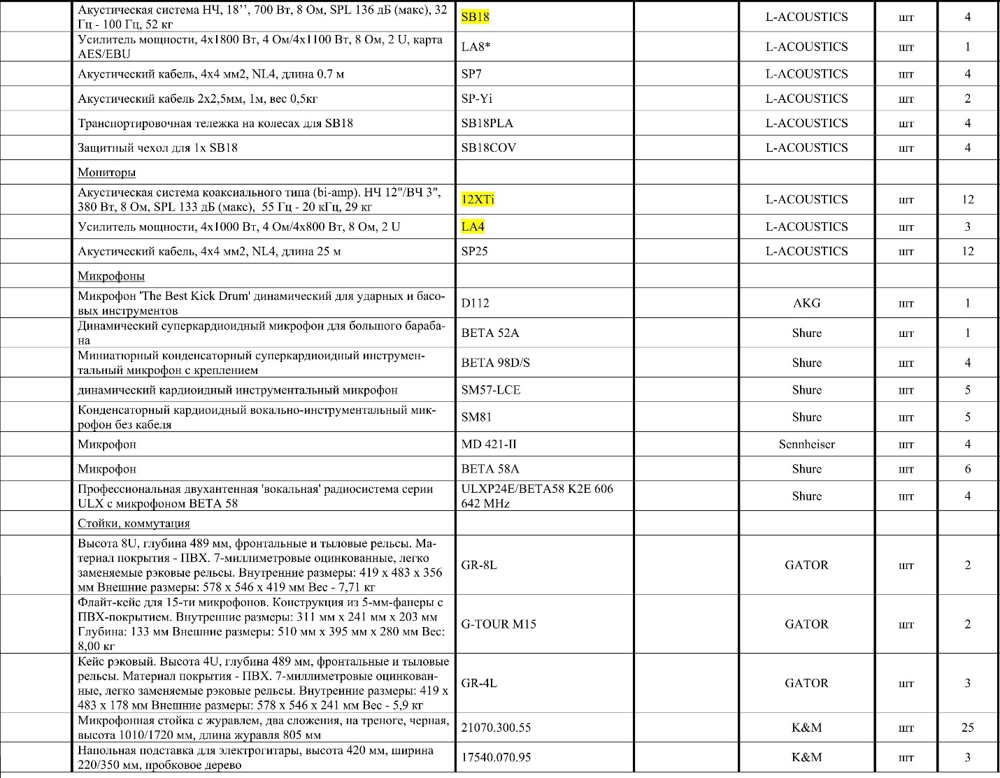 Акустическая система НЧ, 18’’, 700 Вт, 8 Ом, SPL 136 дБ (макс), 32
Гц - 100 Гц, 52 кг
SB18
L-ACOUSTICS
шт
4
Усилитель мощности, 4х1800 Вт, 4 Ом/4х1100 Вт, 8 Ом, 2 U, карта
AES/EBU
LA8*
L-ACOUSTICS
шт
1
Акустический кабель, 4х4 мм2, NL4, длина 0.7 м
SP7
L-ACOUSTICS
шт
4
Акустический кабель 2х2,5мм, 1м, вес 0,5кг
SP-Yi
L-ACOUSTICS
шт
2
Транспортировочная тележка на колесах для SB18
SB18PLA
L-ACOUSTICS
шт
4
Защитный чехол для 1х SB18
SB18COV
L-ACOUSTICS
шт
4
Мониторы
Акустическая система коаксиального типа (bi-amp). НЧ 12"/ВЧ 3",
380 Вт, 8 Ом, SPL 133 дБ (макс), 55 Гц - 20 кГц, 29 кг
12XTi
L-ACOUSTICS
шт
12
Усилитель мощности, 4х1000 Вт, 4 Ом/4х800 Вт, 8 Ом, 2 U
LA4
L-ACOUSTICS
шт
3
Акустический кабель, 4х4 мм2, NL4, длина 25 м
SP25
L-ACOUSTICS
шт
12
Микрофоны
Микрофон 'The Best Kick Drum' динамический для ударных и басо-
вых инструментов
D112
AKG
шт
1
Динамический суперкардиоидный микрофон для большого бараба-
на
BETA 52A
Shure
шт
1
Миниатюрный конденсаторный суперкардиоидный инструмен-
тальный микрофон с креплением
BETA 98D/S
Shure
шт
4
динамический кардиоидный инструментальный микрофон
SM57-LCE
Shure
шт
5
Конденсаторный кардиоидный вокально-инструментальный мик-
рофон без кабеля
SM81
Shure
шт
5
Микрофон
MD 421-II
Sennheiser
шт
4
Микрофон
BETA 58A
Shure
шт
6
Профессиональная двухантенная 'вокальная' радиосистема серии
ULX с микрофоном BETA 58
ULXP24E/BETA58 K2E 606
642 MHz
Shure
шт
4
Стойки, коммутация
Высота 8U, глубина 489 мм, фронтальные и тыловые рельсы. Ма-
териал покрытия - ПВХ. 7-миллиметровые оцинкованные, легко
заменяемые рэковые рельсы. Внутренние размеры: 419 х 483 х 356
мм Внешние размеры: 578 х 546 х 419 мм Вес - 7,71 кг
GR-8L
GATOR
шт
2
Флайт-кейс для 15-ти микрофонов. Конструкция из 5-мм-фанеры с
ПВХ-покрытием. Внутренние размеры: 311 мм х 241 мм х 203 мм
Глубина: 133 мм Внешние размеры: 510 мм х 395 мм х 280 мм Вес:
8,00 кг
G-TOUR M15
GATOR
шт
2
Кейс рэковый. Высота 4U, глубина 489 мм, фронтальные и тыловые
рельсы. Материал покрытия - ПВХ. 7-миллиметровые оцинкован-
ные, легко заменяемые рэковые рельсы. Внутренние размеры: 419 х
483 х 178 мм Внешние размеры: 578 х 546 х 241 мм Вес - 5,9 кг
GR-4L
GATOR
шт
3
Микрофонная стойка с журавлем, два сложения, на треноге, черная,
высота 1010/1720 мм, длина журавля 805 мм
21070.300.55
K&M
шт
25
Напольная подставка для электрогитары, высота 420 мм, ширина
220/350 мм, пробковое дерево
17540.070.95
K&M
шт
3